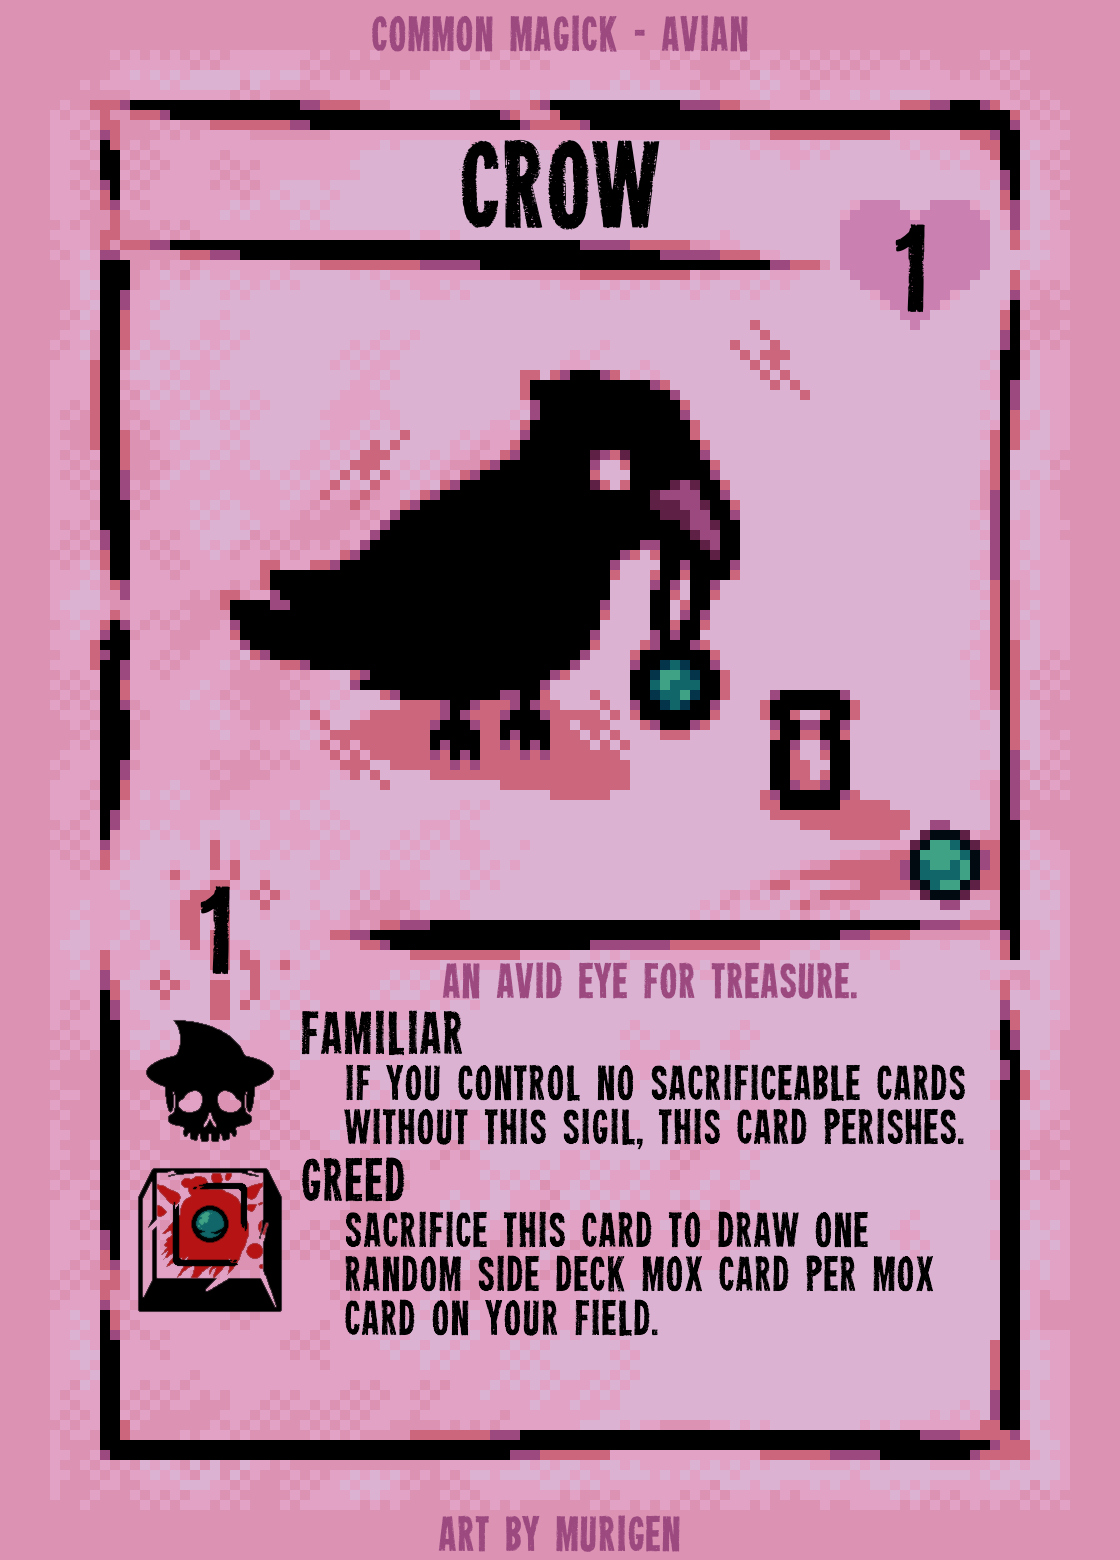 COMMON MAGICK - AVIAN
CROW
1
1
AN AVID EYE FOR TREASURE.
FAMILIAR
IF YOU CONTROL NO SACRIFICEABLE CARDS
WITHOUT THIS SIGIL, THIS CARD PERISHES.
GREED
SACRIFICE THIS CARD TO DRAW ONE
RANDOM SIDE DECK MOX CARD PER MOX
CARD ON YOUR FIELD.
ART BY MURIGEN